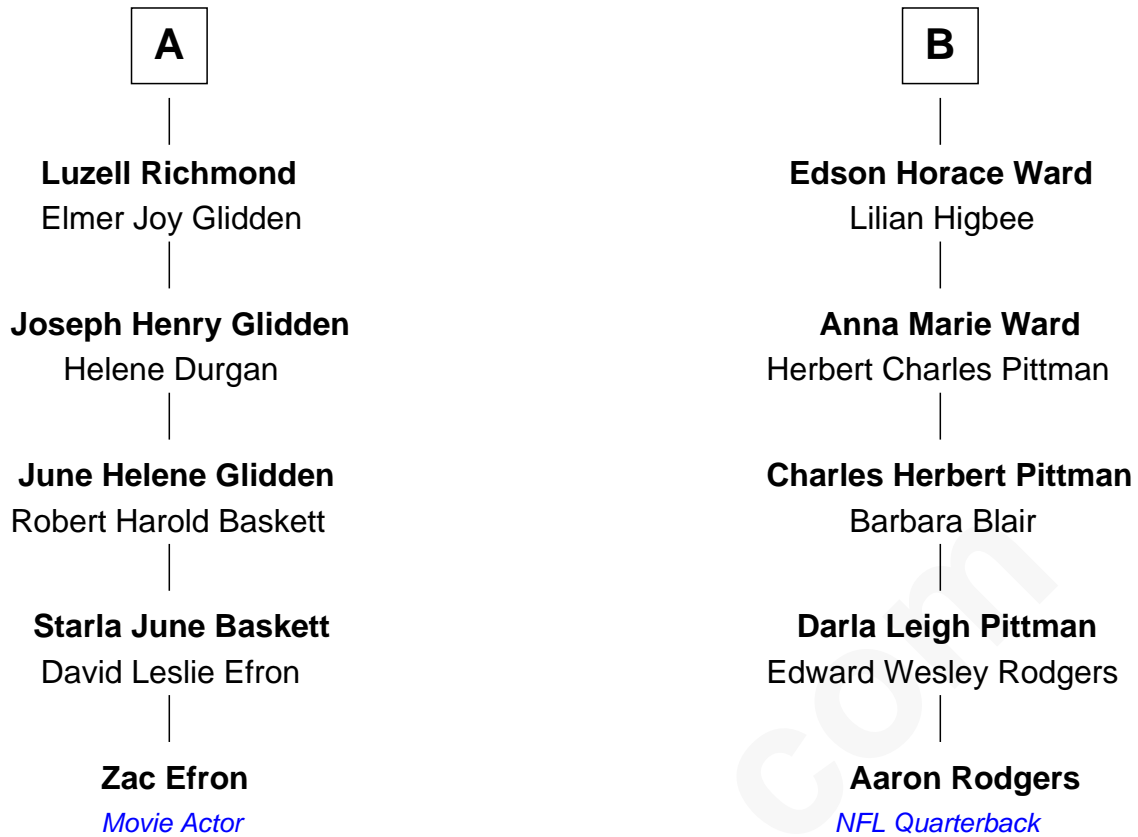 A
B
Luzell Richmond
Elmer Joy Glidden
Edson Horace Ward
Lilian Higbee
Joseph Henry Glidden
Helene Durgan
Anna Marie Ward
Herbert Charles Pittman
June Helene Glidden
Robert Harold Baskett
Charles Herbert Pittman
Barbara Blair
Starla June Baskett
David Leslie Efron
Darla Leigh Pittman
Edward Wesley Rodgers
Zac Efron
Movie Actor
Aaron Rodgers
NFL Quarterback
com